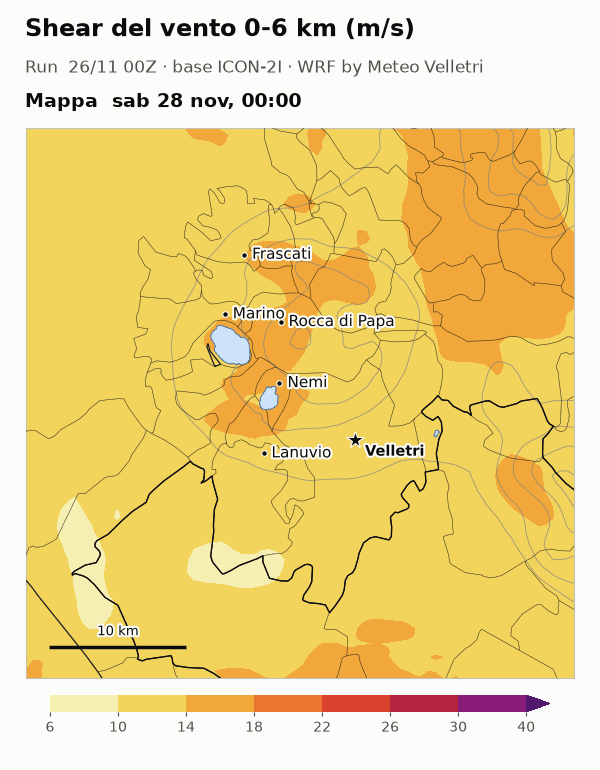 Shear del vento 0-6 km (m/s)
Run  26/11 00Z · base ICON-2I · WRF by Meteo Velletri
Mappa  sab 28 nov, 00:00
Frascati
Marino
Rocca di Papa
Nemi
Velletri
Lanuvio
10 km
6 10 14 18 22 26 30 40